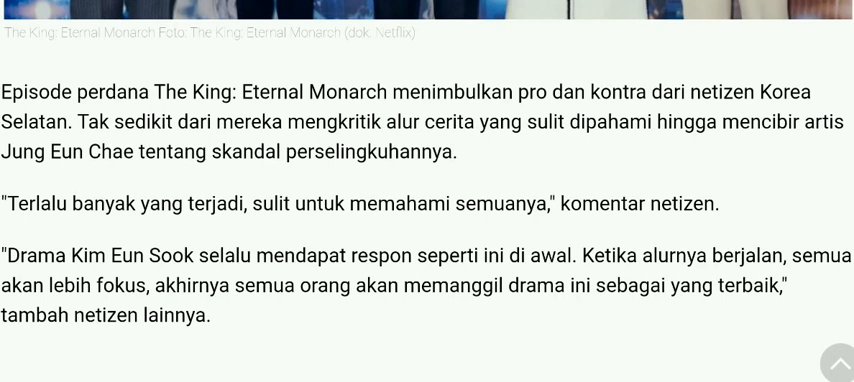 The King: Eternal Monarch Foto: The King: Eternal Monarch (dok. Netflix)
Episode perdana The King: Eternal Monarch menimbulkan pro dan kontra dari netizen Korea
Selatan. Tak sedikit dari mereka mengkritik alur cerita yang sulit dipahami hingga mencibir artis
Jung Eun Chae tentang skandal perselingkuhannya.
"Terlalu banyak yang terjadi, sulit untuk memahami semuanya," komentar netizen.
"Drama Kim Eun Sook selalu mendapat respon seperti ini di awal. Ketika alurnya berjalan, semua
akan lebih fokus, akhirnya semua orang akan memanggil drama ini sebagai yang terbaik,"
tambah netizen lainnya.